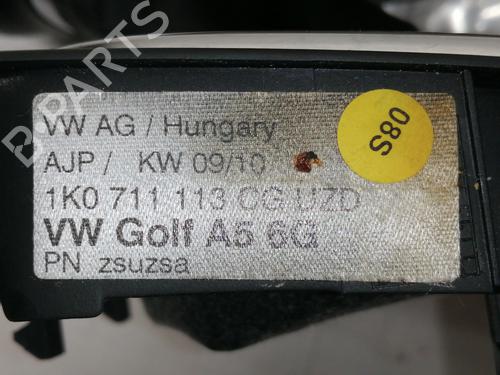 B-PARTS
VW AG / Hungary
AJP / KW 09/10
1K0 711 113 CG UZD
VW Golf A5 6G
PN zsuzsa
S80